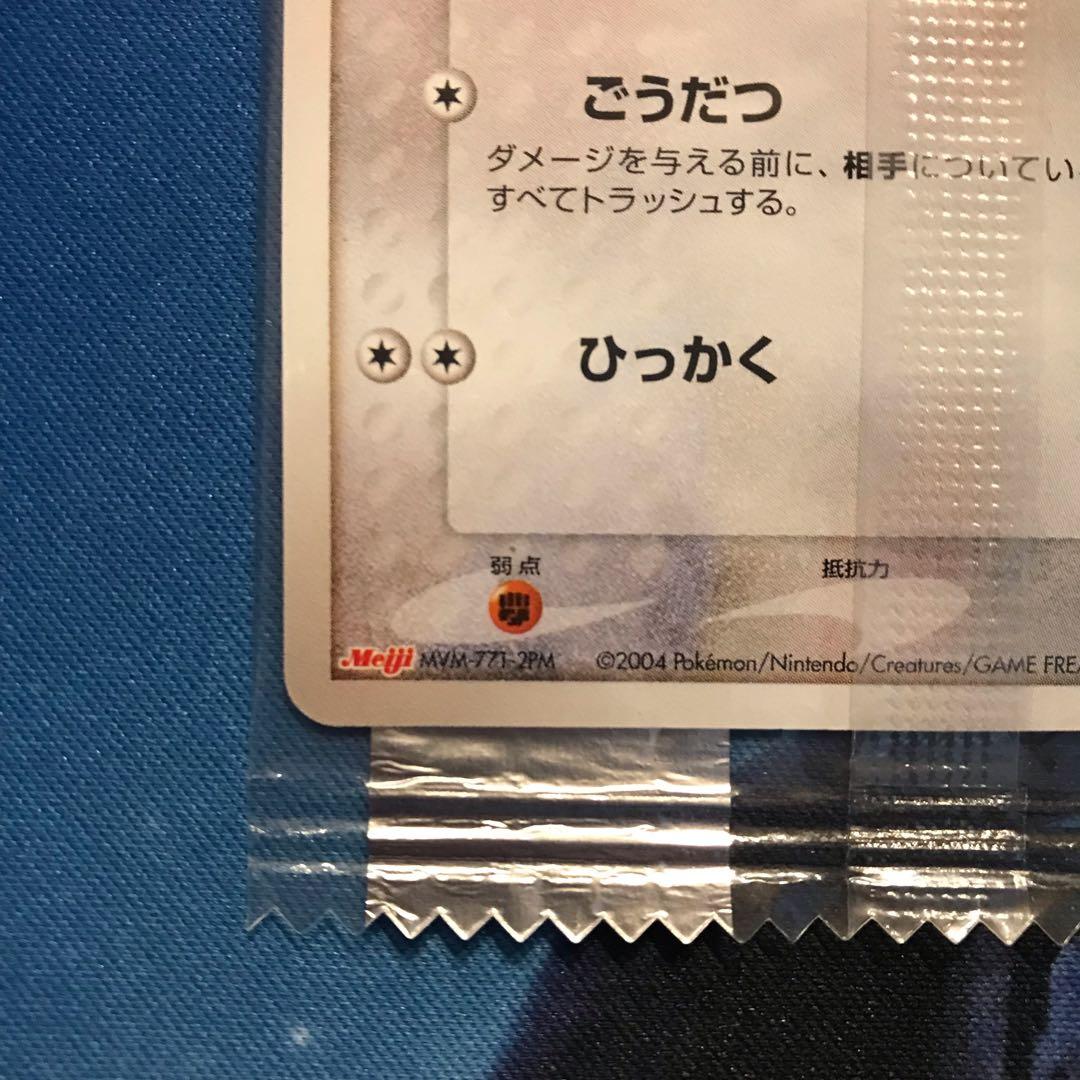 ごうだつ
ダメージを与える前に、相手についてい
すべてトラッシュする。
ひっかく
弱点 抵抗力
Meiji MVM-771-2PM ©2004 Pokémon/Nintendo/Creatures/GAME FREA